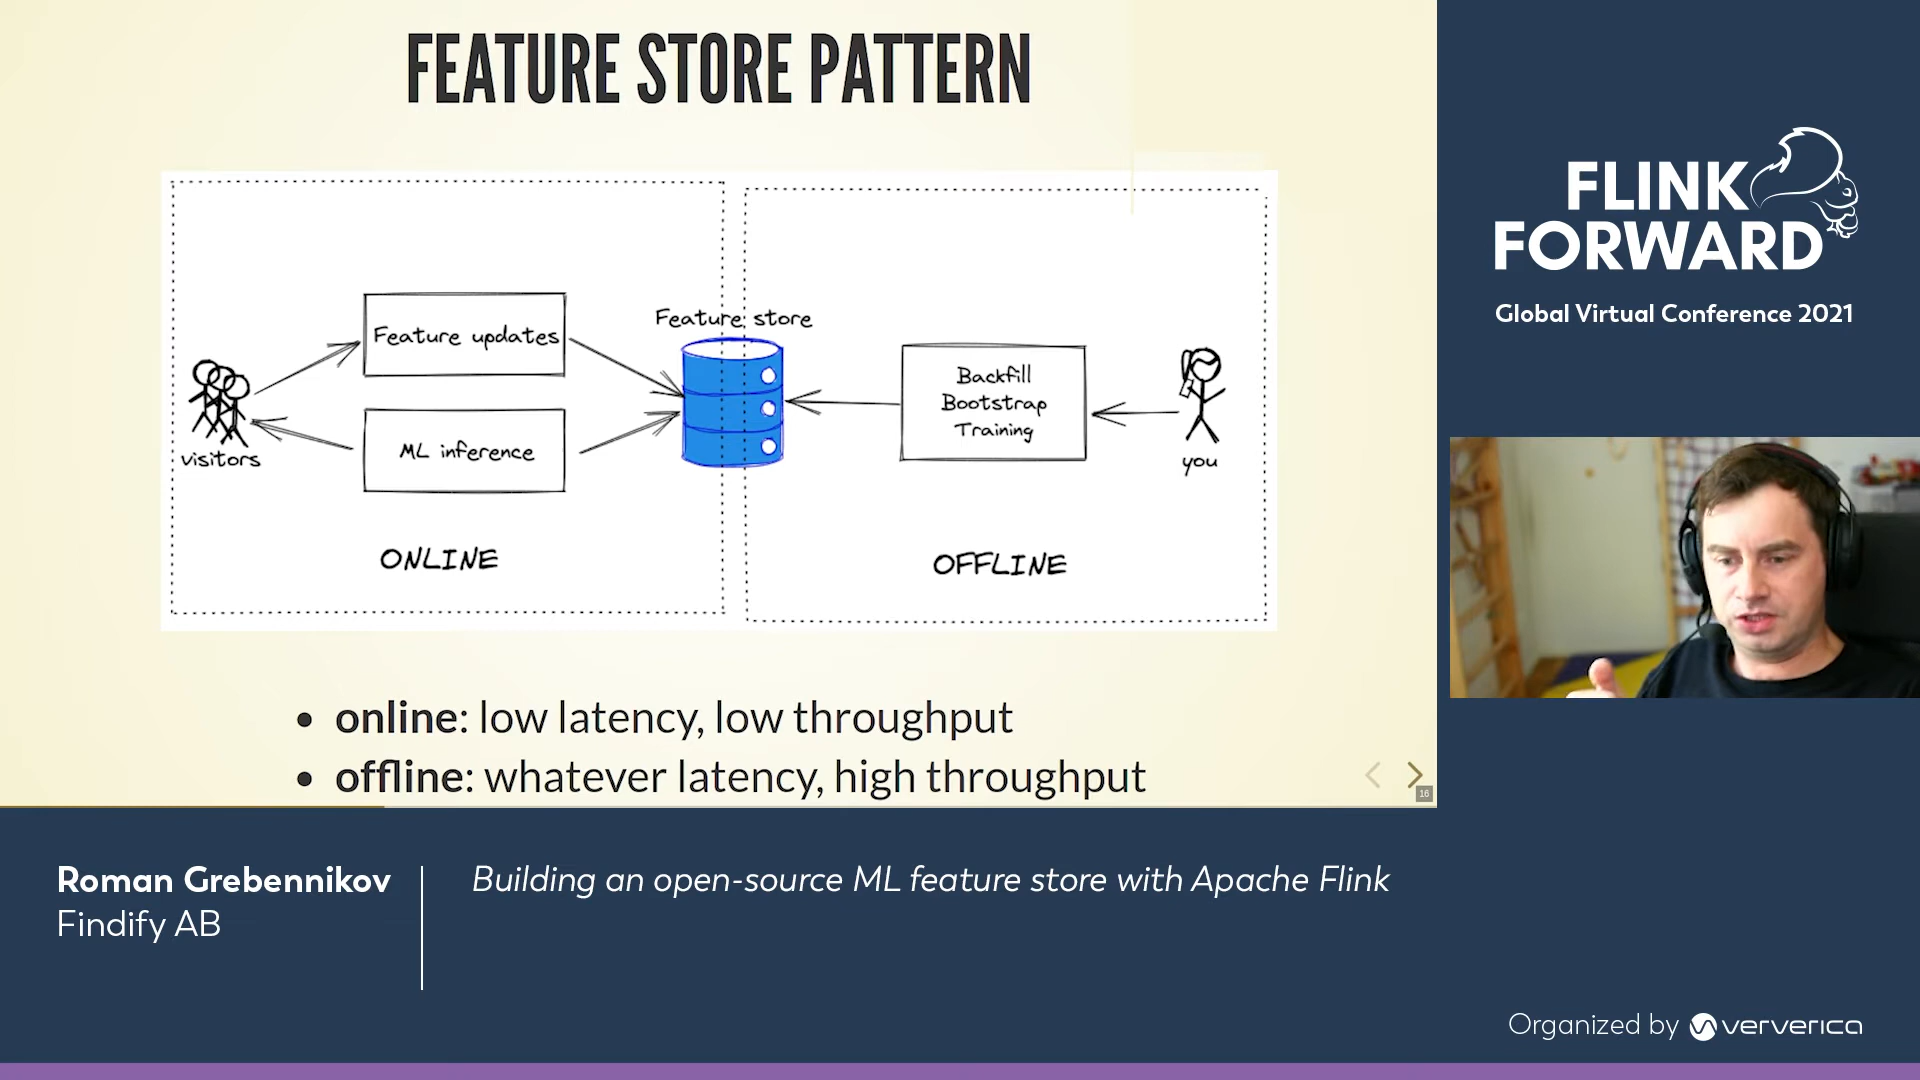 FEATURE STORE PATTERN
Feature updates
Feature store
Backfill
Bootstrap
Training
ML inference
visitors
you
ONLINE
OFFLINE
• online: low latency, low throughput
• offline: whatever latency, high throughput
16
FLINK
FORWARD
Global Virtual Conference 2021
Roman Grebennikov
Findify AB
Building an open-source ML feature store with Apache Flink
Organized by ververica